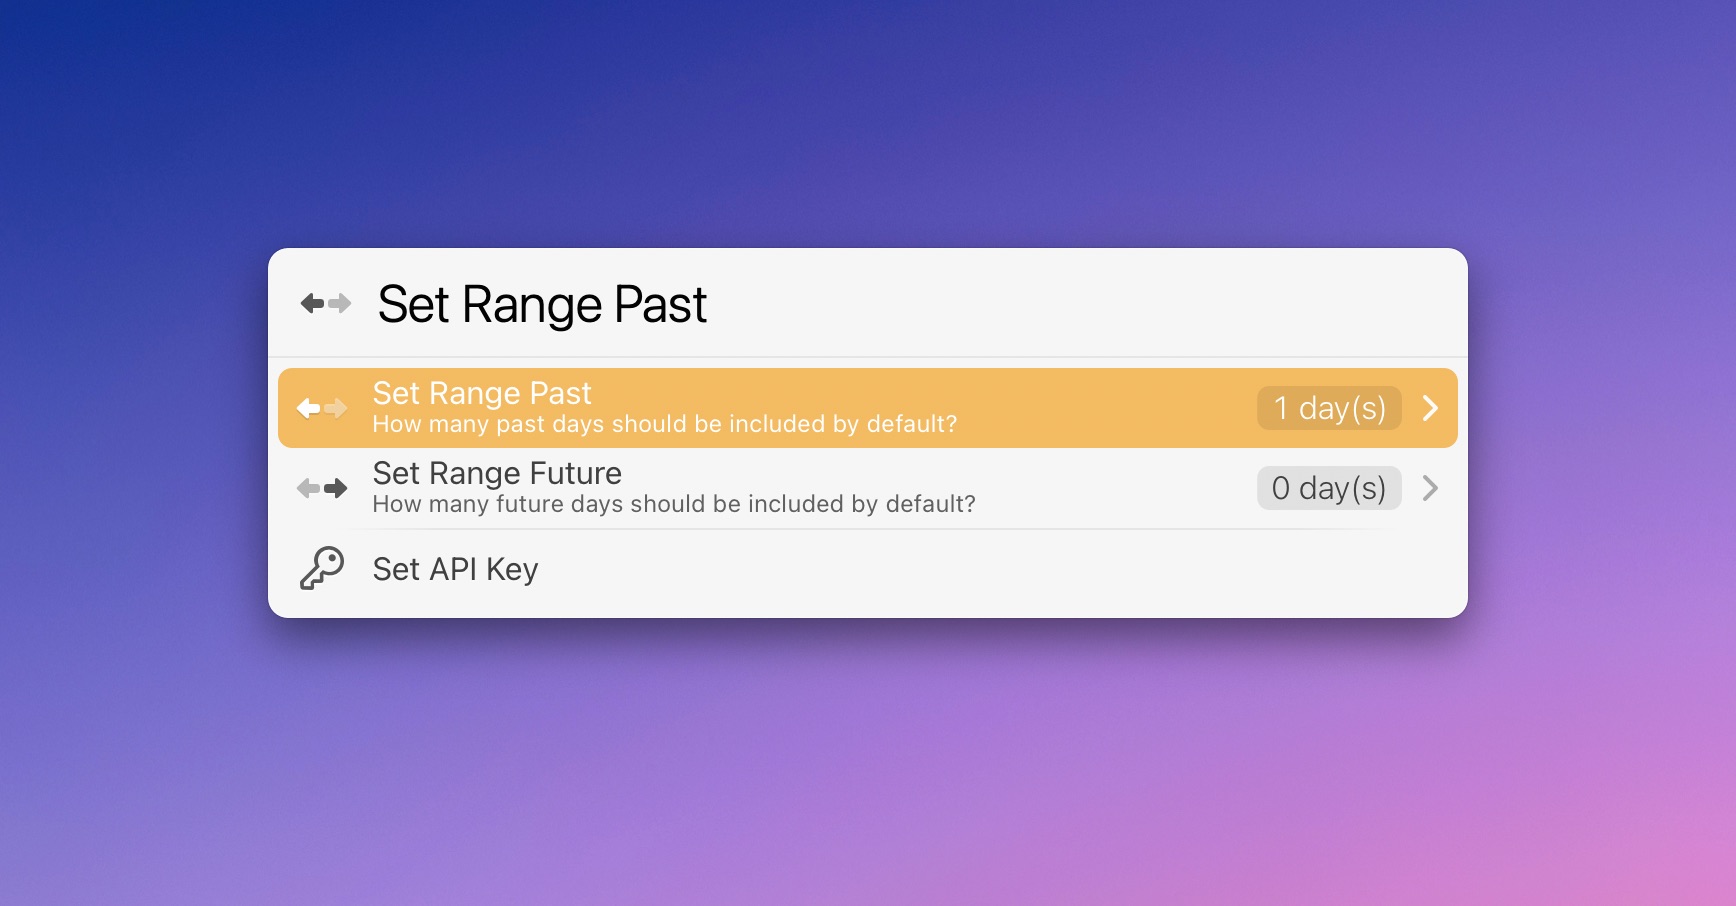 Set Range Past
Set Range Past
How many past days should be included by default?
1 day(s)
Set Range Future
How many future days should be included by default?
0 day(s)
Set API Key